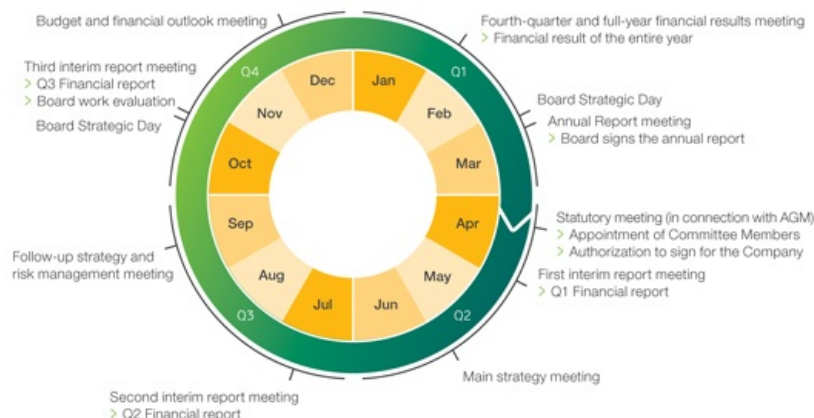 Budget and financial outlook meeting
Fourth-quarter and full-year financial results meeting
> Financial result of the entire year
Third interim report meeting
> Q3 Financial report
> Board work evaluation
Board Strategic Day
Board Strategic Day
Annual Report meeting
> Board signs the annual report
Statutory meeting (in connection with AGM)
> Appointment of Committee Members
> Authorization to sign for the Company
First interim report meeting
> Q1 Financial report
Main strategy meeting
Second interim report meeting
> Q2 Financial report
Follow-up strategy and
risk management meeting
Q1
Q2
Q3
Q4
Jan
Feb
Mar
Apr
May
Jun
Jul
Aug
Sep
Oct
Nov
Dec